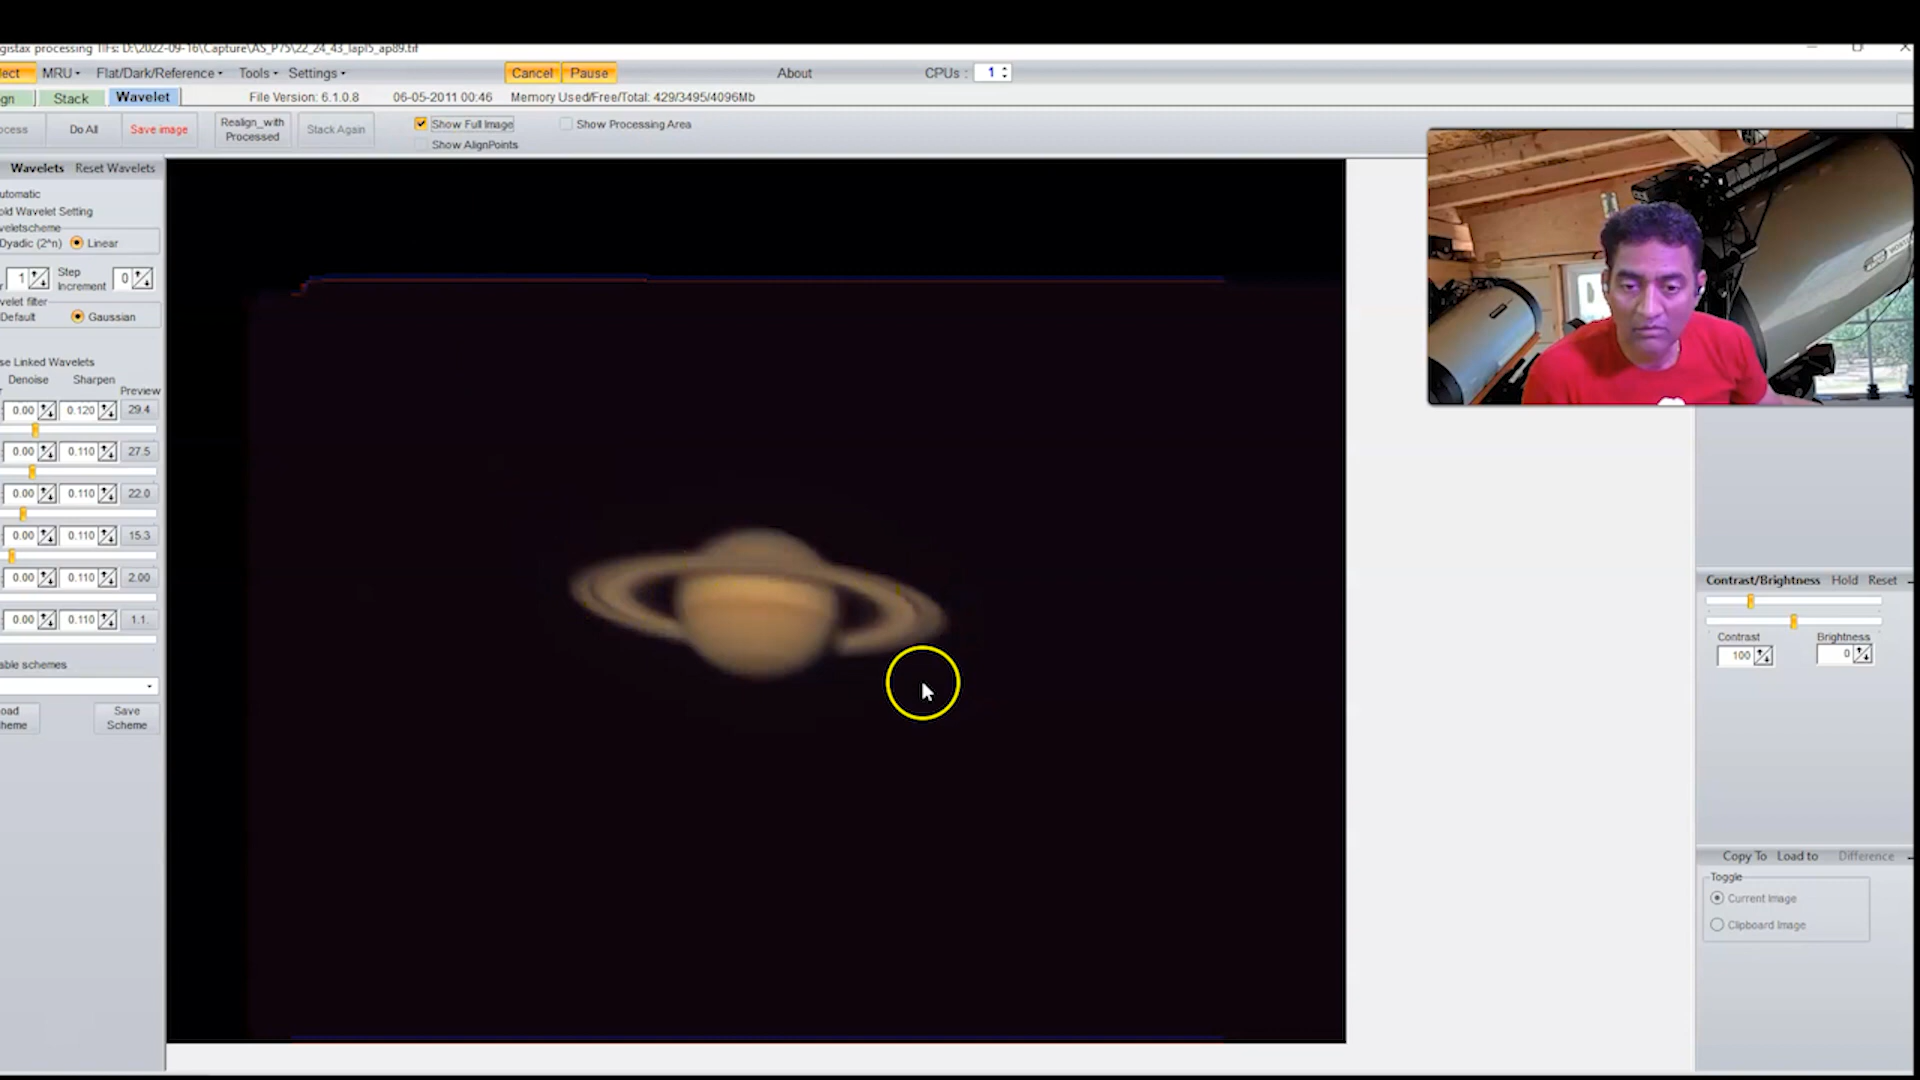 gistax processing TIFs: D:\2022-09-16\Capture\AS_P75\22_24_43_lapl5_ap89.tif
lect MRU Flat/Dark/Reference Tools Settings Cancel Pause About CPUs : 1
gn Stack Wavelet File Version: 6.1.0.8 06-05-2011 00:46 Memory Used/Free/Total: 429/3495/4096Mb
ocess Do All Save image Realign_with Processed Stack Again Show Full Image Show Processing Area
Show AlignPoints
Wavelets Reset Wavelets
utomatic
old Wavelet Setting
veletscheme
Dyadic (2^n) Linear
r 1 Step Increment 0
velet filter
Default Gaussian
se Linked Wavelets
Denoise Sharpen
r Preview
0.00 0.120 29.4
0.00 0.110 27.5
0.00 0.110 22.0
0.00 0.110 15.3
0.00 0.110 2.00
0.00 0.110 1.1.
able schemes
oad heme Save Scheme
Contrast/Brightness Hold Reset
Contrast Brightness
100 0
Copy To Load to Difference
Toggle
Current Image
Clipboard Image